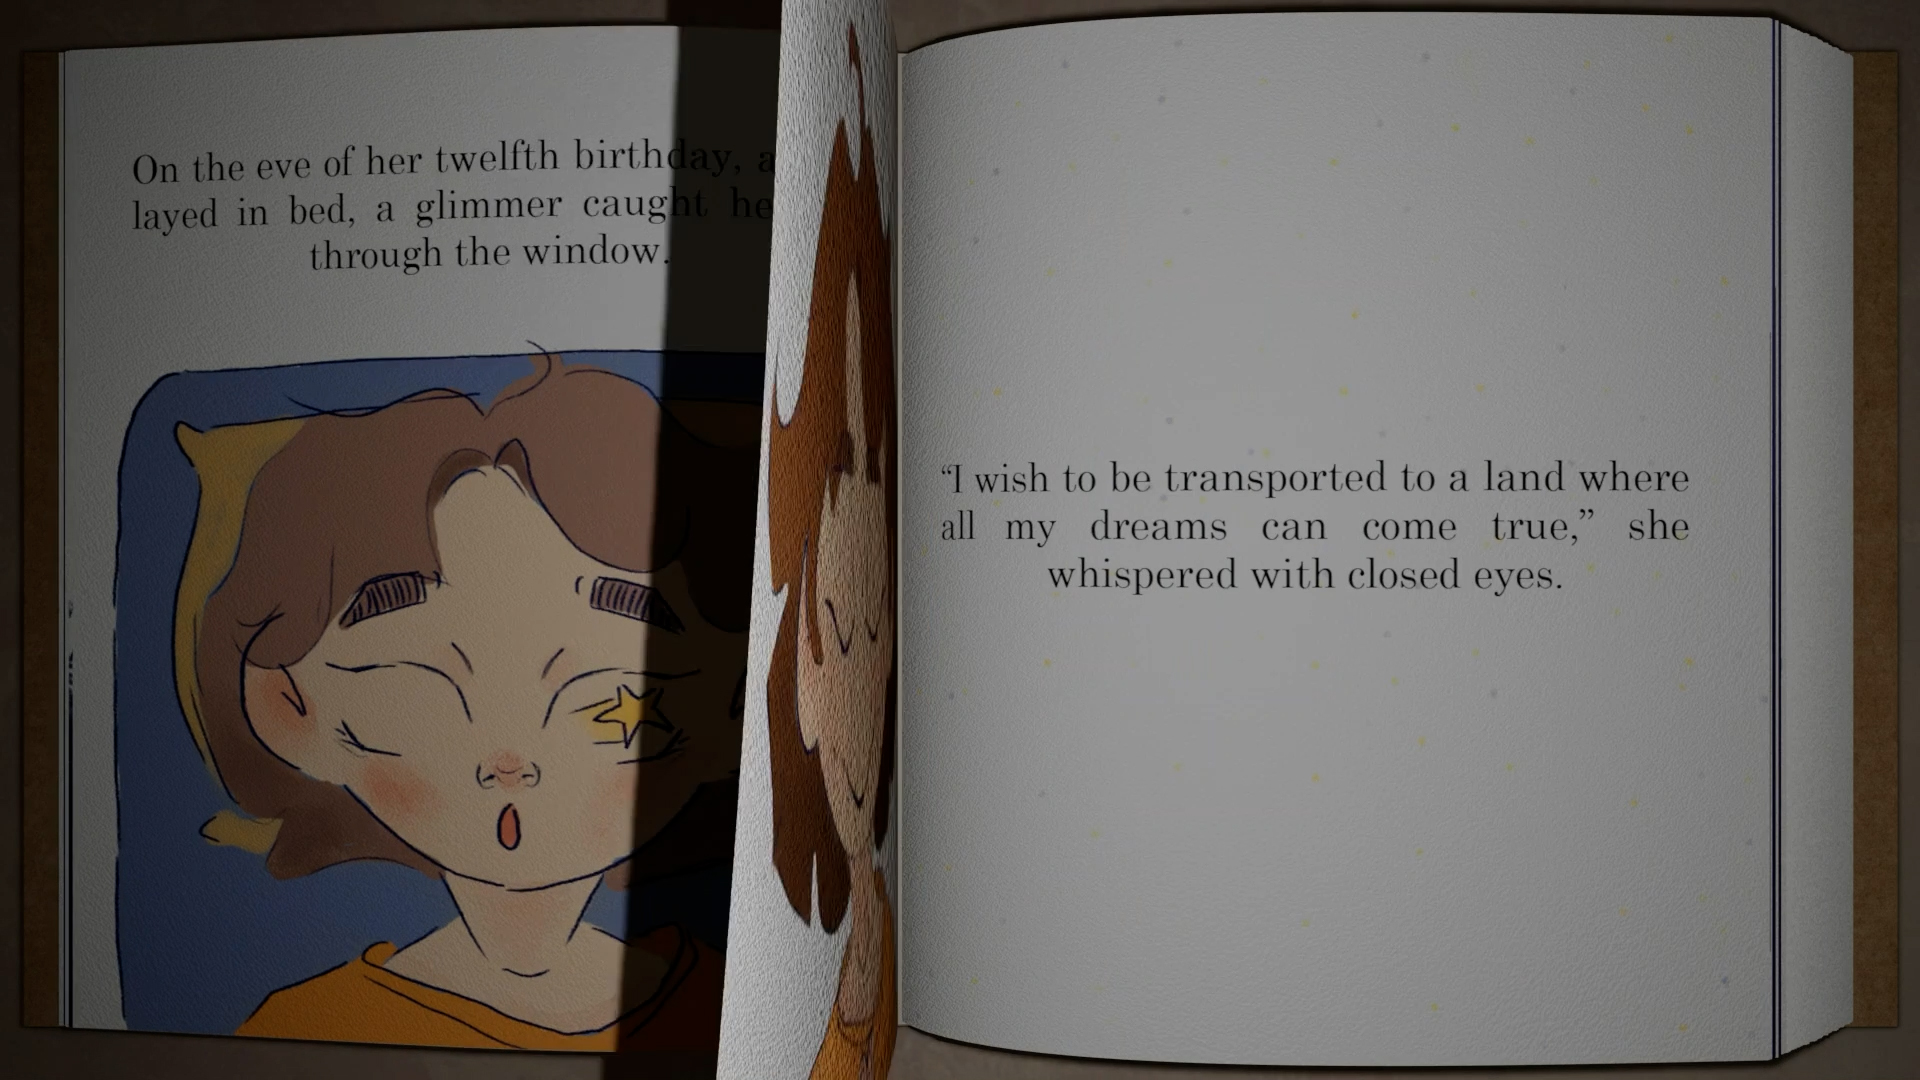 On the eve of her twelfth birthday, a
layed in bed, a glimmer caught he
through the window.
“I wish to be transported to a land where
all my dreams can come true,” she
whispered with closed eyes.